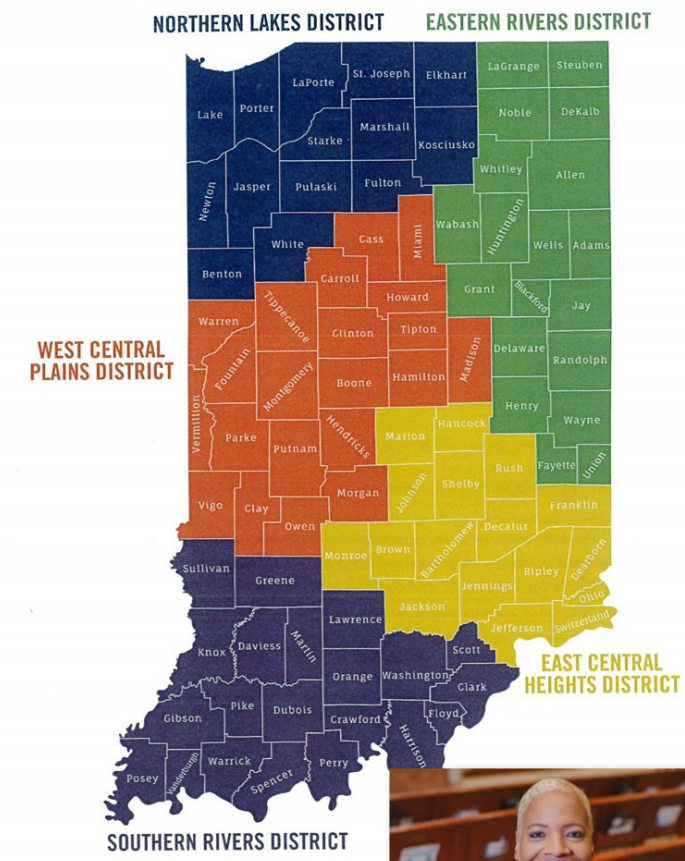 NORTHERN LAKES DISTRICT EASTERN RIVERS DISTRICT
LaPorte St. Joseph Elkhart LaGrange Steuben
Lake Porter Noble DeKalb
Starke Marshall Kosciusko
Whitley Allen
Newton Jasper Pulaski Fulton
Wabash Huntington
White Cass Miami Wells Adams
Benton Carroll
Grant Blackford Jay
Howard
Warren Tippecanoe Clinton Tipton
WEST CENTRAL
PLAINS DISTRICT
Fountain Montgomery Boone Hamilton Madison Delaware Randolph
Vermillion Parke Putnam Hendricks Marion Hancock Henry Wayne
Rush Fayette Union
Vigo Clay Morgan Johnson Shelby Franklin
Owen Decatur
Monroe Brown Bartholomew Dearborn
Sullivan Greene Jennings Ripley
Ohio
Lawrence Jackson Jefferson Switzerland
Knox Daviess Martin Scott
Orange Washington
EAST CENTRAL
HEIGHTS DISTRICT
Clark
Gibson Pike Dubois Crawford Floyd
Harrison
Posey Vanderburgh Warrick Spencer Perry
SOUTHERN RIVERS DISTRICT